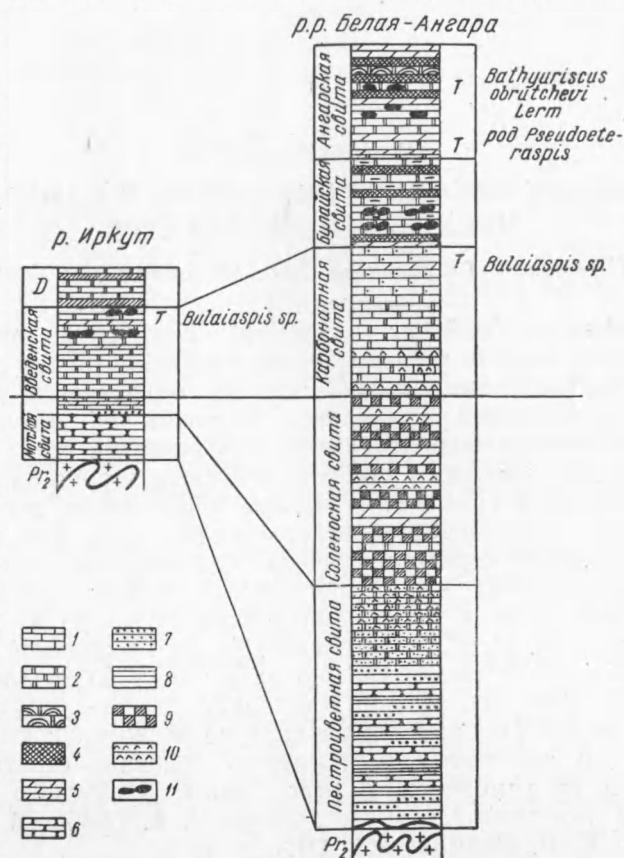 р.р. Белая-Ангара
Ангарская
свита
T
Bathyuriscus
obrutchevi
Lerm
T
под Pseudoete-
raspis
Булайская
свита
T
Bulaiaspis sp.
Карбонатная
свита
Соленосная свита
Пестроцветная свита
Pr2
р. Иркут
D
T
Bulaiaspis sp.
Введенская
свита
Мотская
свита
Pr2
1
2
3
4
5
6
7
8
9
10
11